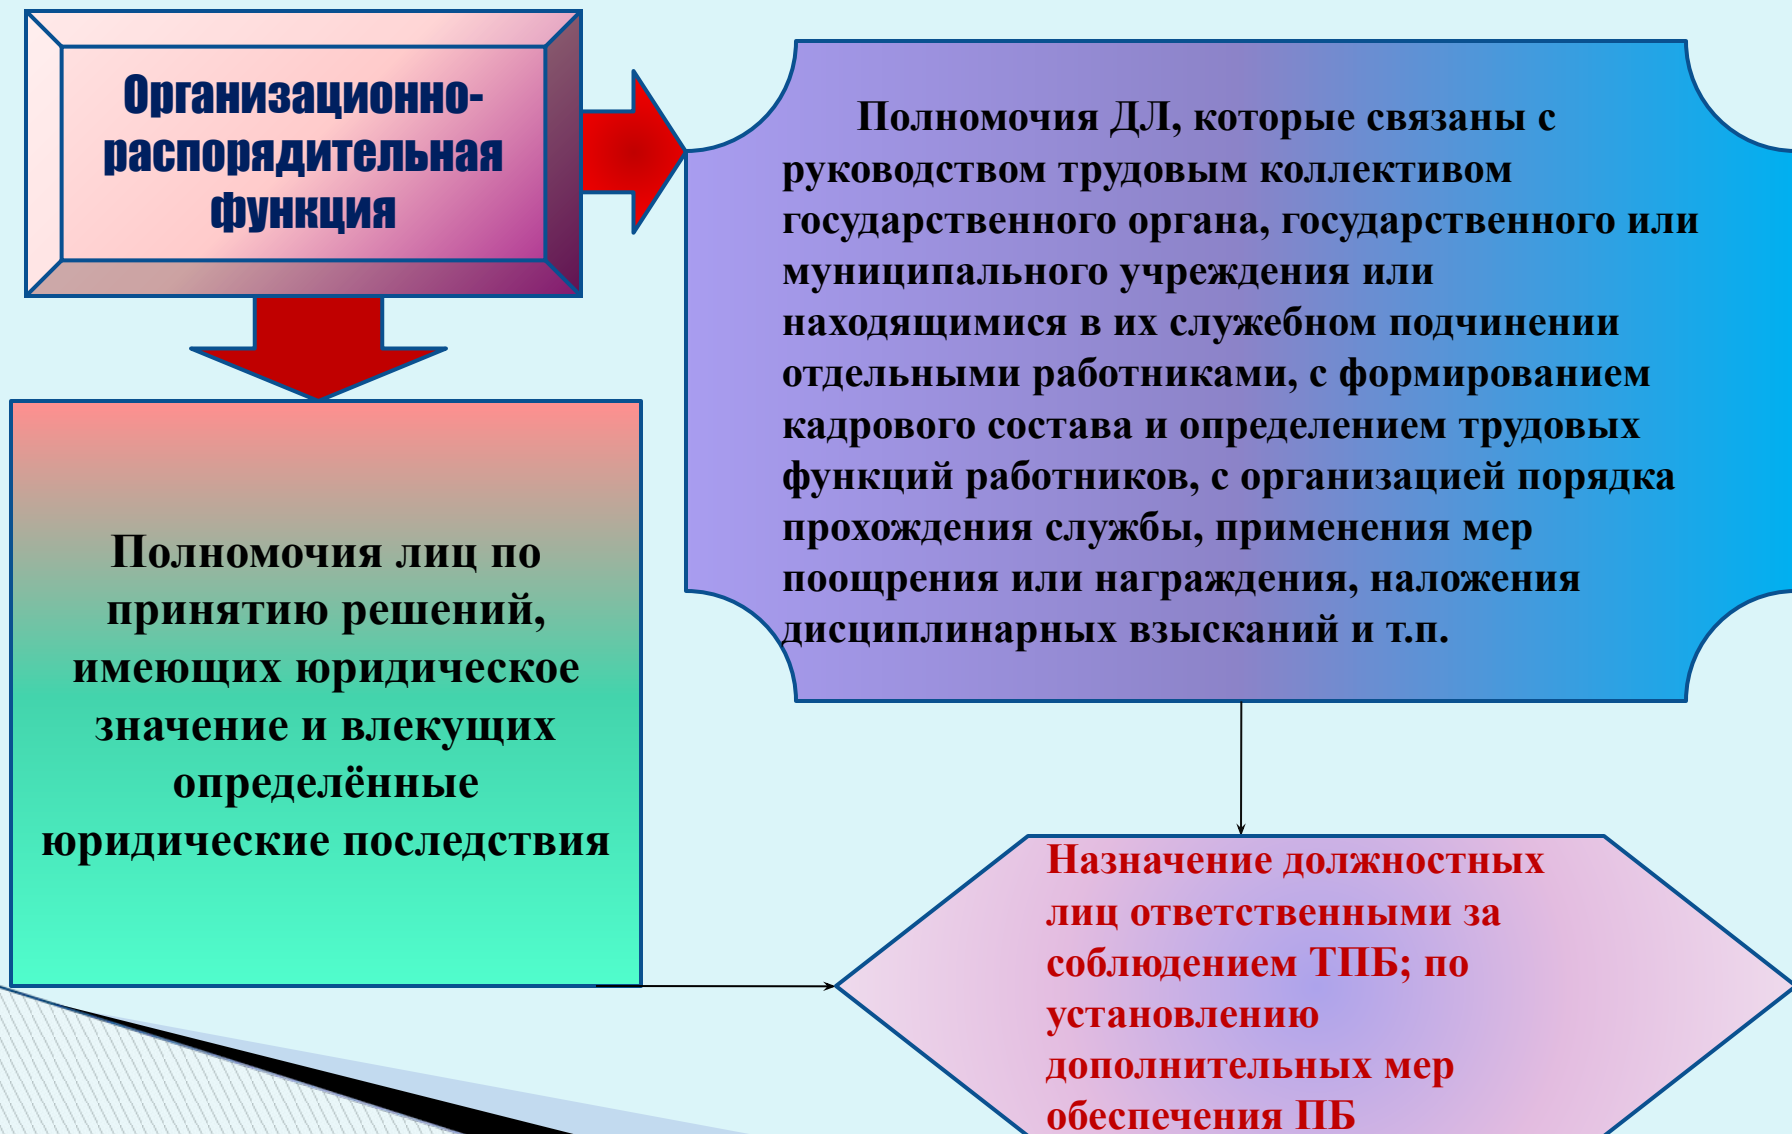 Организационно-
распорядительная
функция
Полномочия ДЛ, которые связаны с
руководством трудовым коллективом
государственного органа, государственного или
муниципального учреждения или
находящимися в их служебном подчинении
отдельными работниками, с формированием
кадрового состава и определением трудовых
функций работников, с организацией порядка
прохождения службы, применения мер
поощрения или награждения, наложения
дисциплинарных взысканий и т.п.
Полномочия лиц по
принятию решений,
имеющих юридическое
значение и влекущих
определённые
юридические последствия
Назначение должностных
лиц ответственными за
соблюдением ТПБ; по
установлению
дополнительных мер
обеспечения ПБ